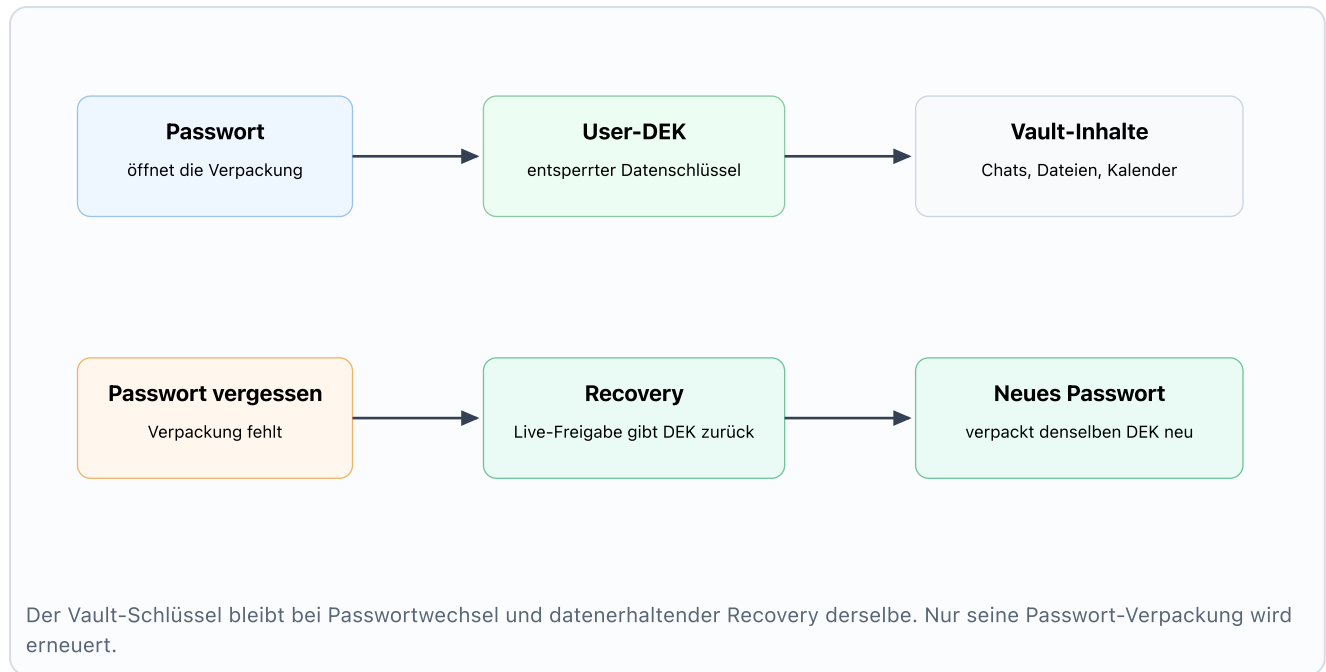 Passwort
öffnet die Verpackung
User-DEK
entsperrter Datenschlüssel
Vault-Inhalte
Chats, Dateien, Kalender
Passwort vergessen
Verpackung fehlt
Recovery
Live-Freigabe gibt DEK zurück
Neues Passwort
verpackt denselben DEK neu
Der Vault-Schlüssel bleibt bei Passwortwechsel und datenerhaltender Recovery derselbe. Nur seine Passwort-Verpackung wird
erneuert.